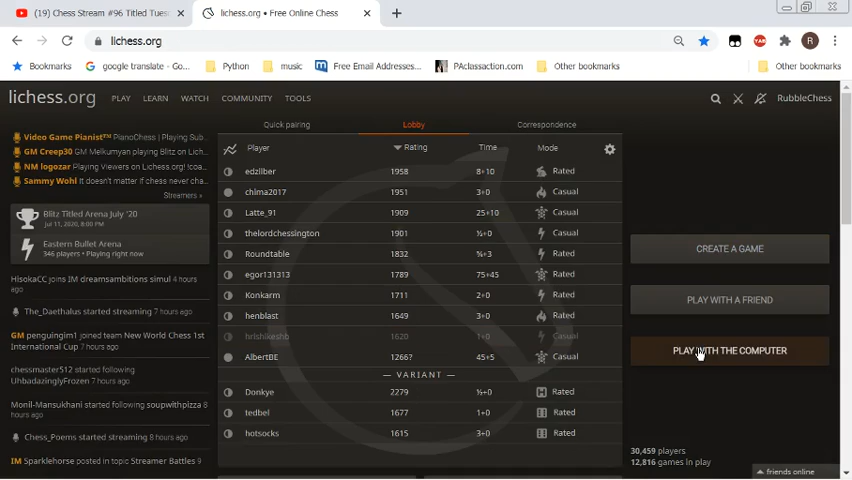 (19) Chess Stream #96 Titled Tues
lichess.org • Free Online Chess
lichess.org
Bookmarks
google translate - Go...
Python
music
Free Email Addresses...
PAclassaction.com
Other bookmarks
Other bookmarks
lichess.org
PLAY
LEARN
WATCH
COMMUNITY
TOOLS
RubbleChess
Video Game Pianist™ PianoChess | Playing Sub...
GM Creep30 GM Melkumyan playing Blitz on Lich...
NM logozar Playing Viewers on Lichess.org! !coa...
Sammy Wohl It doesn't matter if chess never cha...
Streamers »
Blitz Titled Arena July '20
Jul 11, 2020, 8:00 PM
Eastern Bullet Arena
346 players • Playing right now
HisokaCC joins IM dreamsambitions simul 4 hours
ago
The_Daethalus started streaming
7 hours ago
GM penguingim1 joined team New World Chess 1st
International Cup 7 hours ago
chessmaster512 started following
UhbadazinglyFrozen 7 hours ago
Monil-Mansukhani started following soupwithpizza 8
hours ago
Chess_Poems started streaming 8 hours ago
IM Sparklehorse posted in topic Streamer Battles 9
Quick pairing
Lobby
Correspondence
Player Rating Time Mode
edzilber 1958 8+10 Rated
chima2017 1951 3+0 Casual
Latte_91 1909 25+10 Casual
thelordchessington 1901 ½+0 Casual
Roundtable 1832 ¾+3 Rated
egor131313 1789 75+45 Rated
Konkarm 1711 2+0 Rated
henblast 1649 3+0 Rated
hrishikeshb 1620 1+0 Casual
AlbertBE 1266? 45+5 Casual
— VARIANT —
Donkye 2279 ½+0 Rated
tedbel 1677 1+0 Rated
hotsocks 1615 3+0 Rated
CREATE A GAME
PLAY WITH A FRIEND
PLAY WITH THE COMPUTER
30,459 players
12,816 games in play
friends online